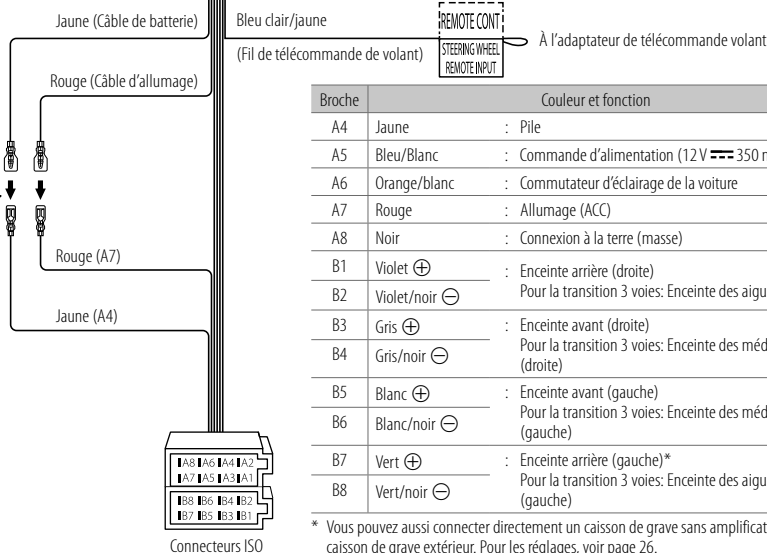 Jaune (Câble de batterie)
Bleu clair/jaune
(Fil de télécommande de volant)
REMOTE CONT
STEERING WHEEL
REMOTE INPUT
À l'adaptateur de télécommande volant
Rouge (Câble d'allumage)
Rouge (A7)
Jaune (A4)
A8 A6 A4 A2
A7 A5 A3 A1
B8 B6 B4 B2
B7 B5 B3 B1
Connecteurs ISO
Broche Couleur et fonction
A4 Jaune : Pile
A5 Bleu/Blanc : Commande d'alimentation (12 V 350
A6 Orange/blanc : Commutateur d'éclairage de la voiture
A7 Rouge : Allumage (ACC)
A8 Noir : Connexion à la terre (masse)
B1 Violet ⊕ : Enceinte arrière (droite)
B2 Violet/noir ⊖ Pour la transition 3 voies: Enceinte des
B3 Gris ⊕ : Enceinte avant (droite)
Pour la transition 3 voies: Enceinte des
B4 Gris/noir ⊖ (droite)
B5 Blanc ⊕ : Enceinte avant (gauche)
Pour la transition 3 voies: Enceinte des
B6 Blanc/noir ⊖ (gauche)
B7 Vert ⊕ : Enceinte arrière (gauche)*
Pour la transition 3 voies: Enceinte des
B8 Vert/noir ⊖ (gauche)
* Vous pouvez aussi connecter directement un caisson de grave sans
caisson de grave extérieur. Pour les réglages, voir page 26.